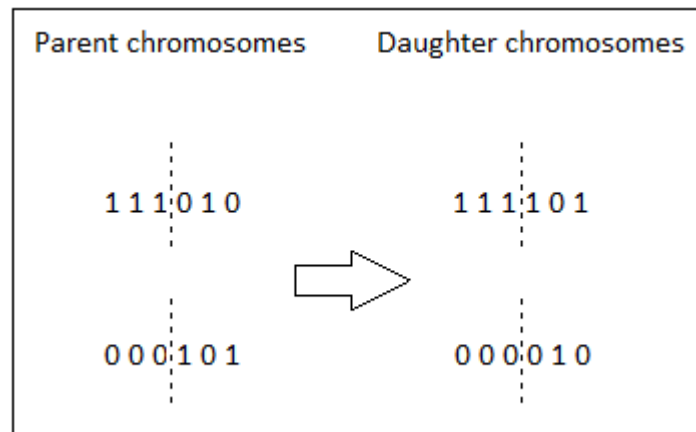 Parent chromosomes Daughter chromosomes
1 1 1 0 1 0 1 1 1 1 0 1
0 0 0 1 0 1 0 0 0 0 1 0